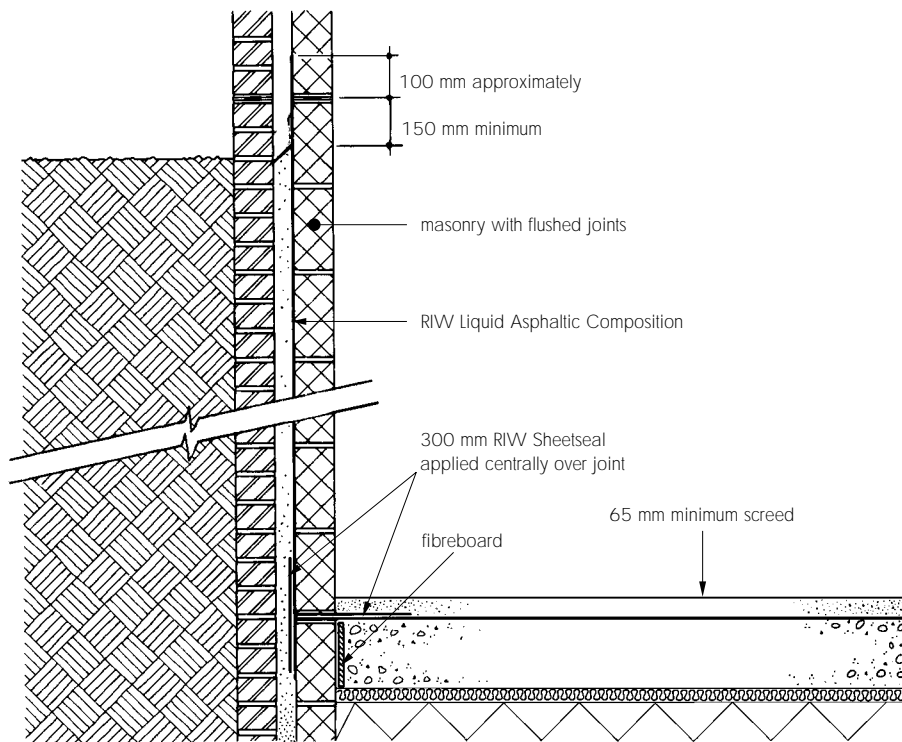 100 mm approximately
150 mm minimum
masonry with flushed joints
RIW Liquid Asphaltic Composition
300 mm RIW Sheetseal
applied centrally over joint
65 mm minimum screed
fibreboard